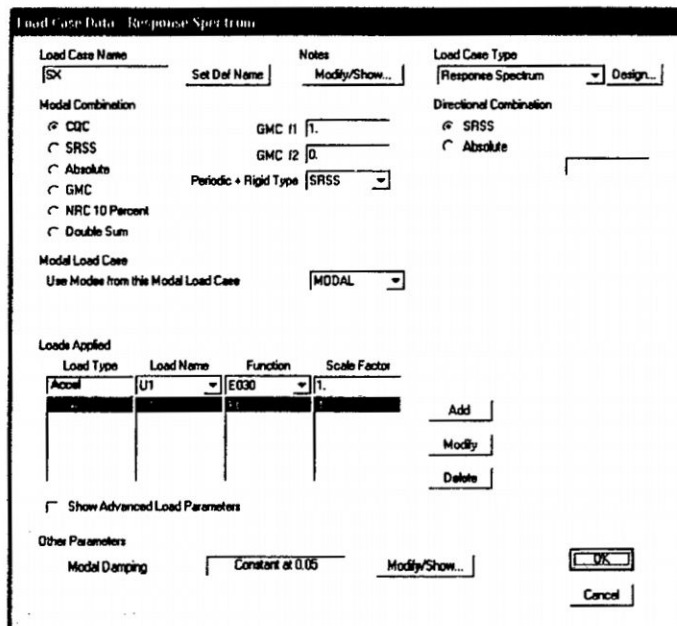 Load Case Data - Response Spectrum
Load Case Name
Notes
Load Case Type
SX
Set Def Name
Modify/Show...
Response Spectrum
Design...
Modal Combination
Directional Combination
CQC
GMC f1 1.
SRSS
SRSS
GMC f2 0.
Absolute
Absolute
Periodic + Rigid Type SRSS
GMC
NRC 10 Percent
Double Sum
Modal Load Case
Use Modes from this Modal Load Case
MODAL
Loads Applied
Load Type Load Name Function Scale Factor
Accel U1 E030 1.
Add
Modify
Delete
Show Advanced Load Parameters
Other Parameters
Modal Damping
Constant at 0.05
Modify/Show...
OK
Cancel